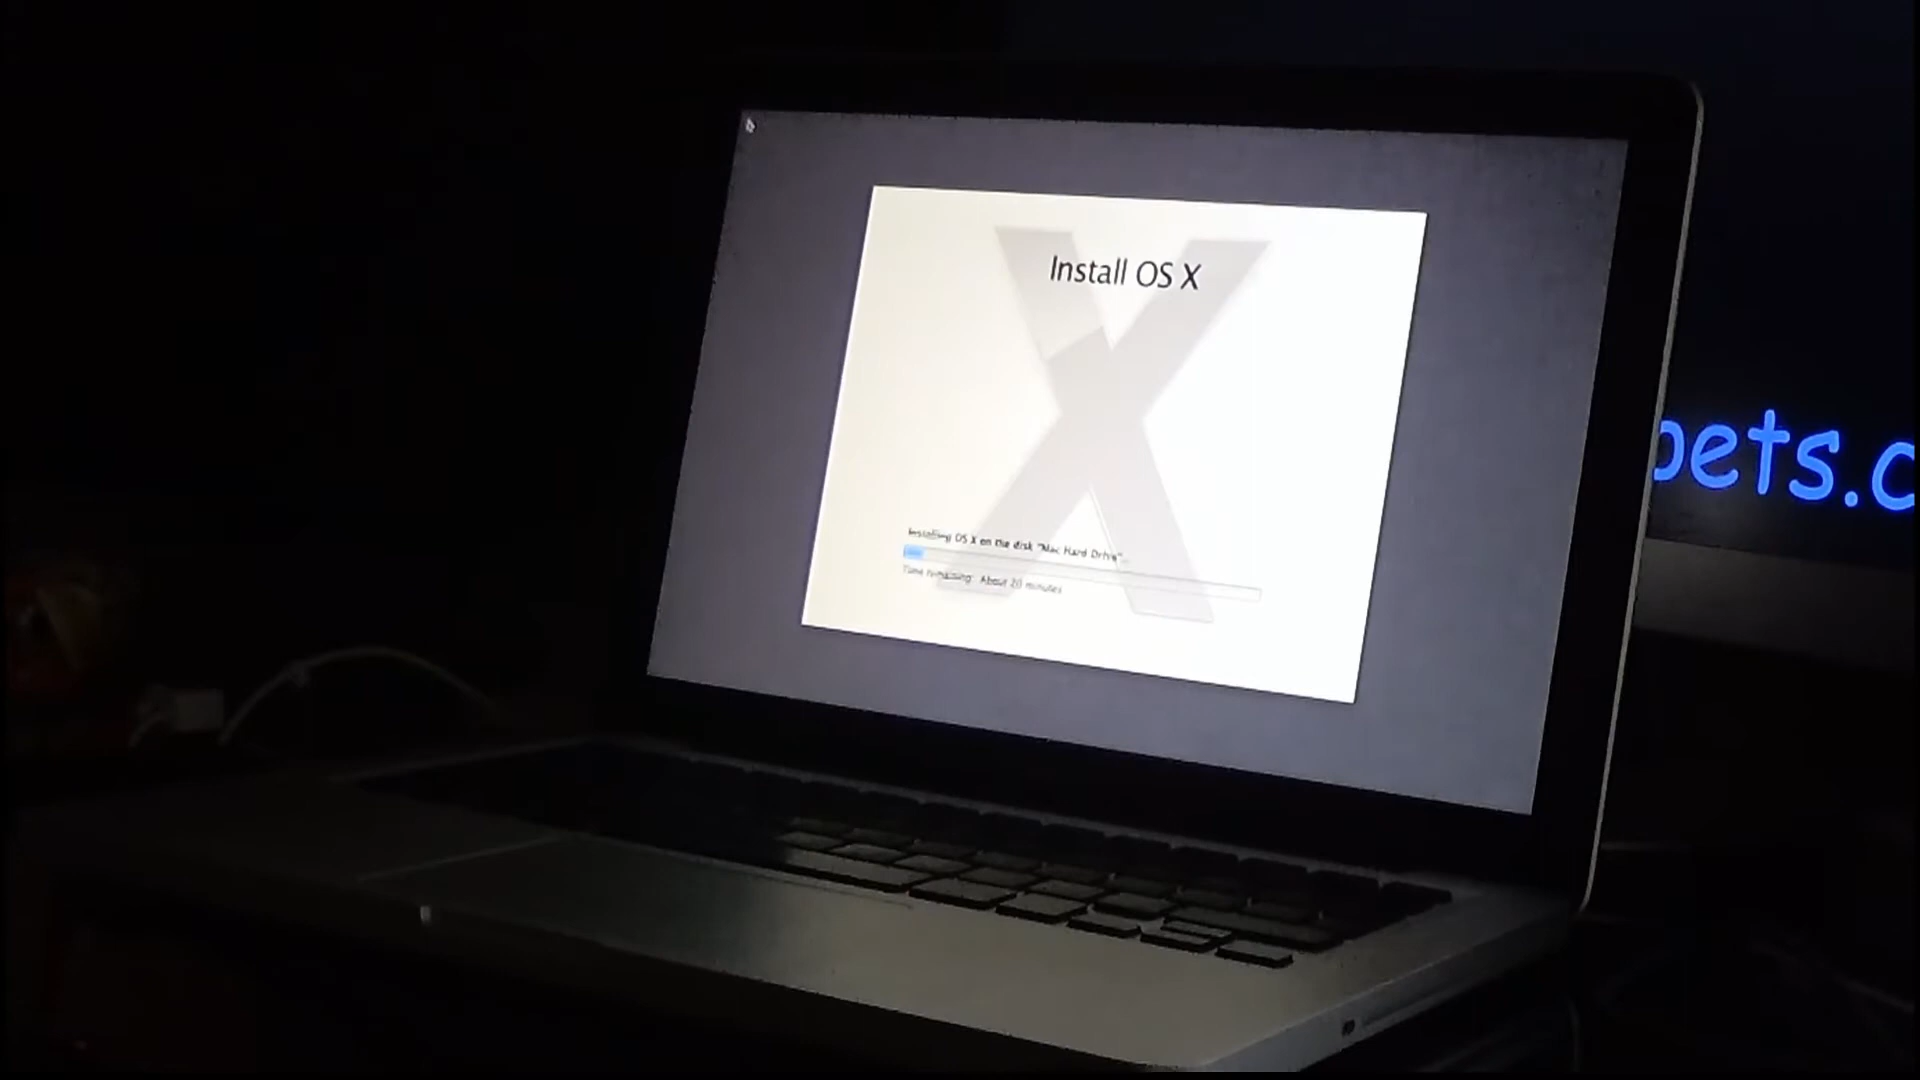 Install OS X
Installing OS X on the disk "Mac Hard Drive"...
Time remaining: About 20 minutes
pets.c